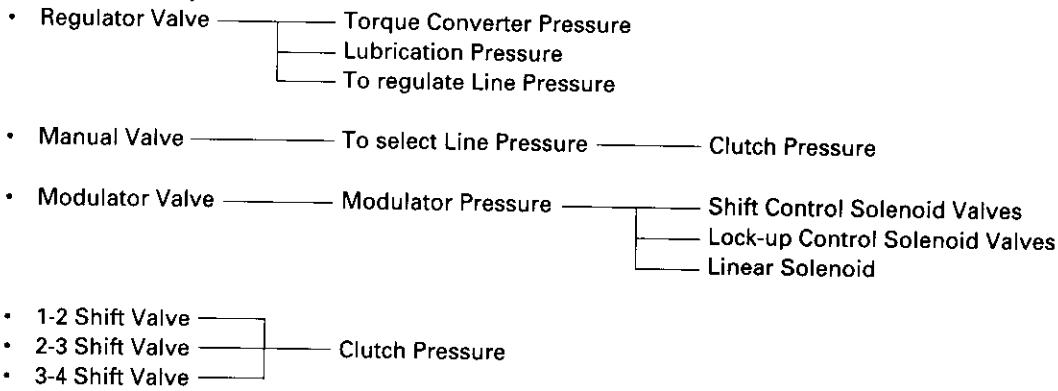 • Regulator Valve Torque Converter Pressure
Lubrication Pressure
To regulate Line Pressure
• Manual Valve To select Line Pressure Clutch Pressure
• Modulator Valve Modulator Pressure Shift Control Solenoid Valves
Lock-up Control Solenoid Valves
Linear Solenoid
• 1-2 Shift Valve
• 2-3 Shift Valve Clutch Pressure
• 3-4 Shift Valve